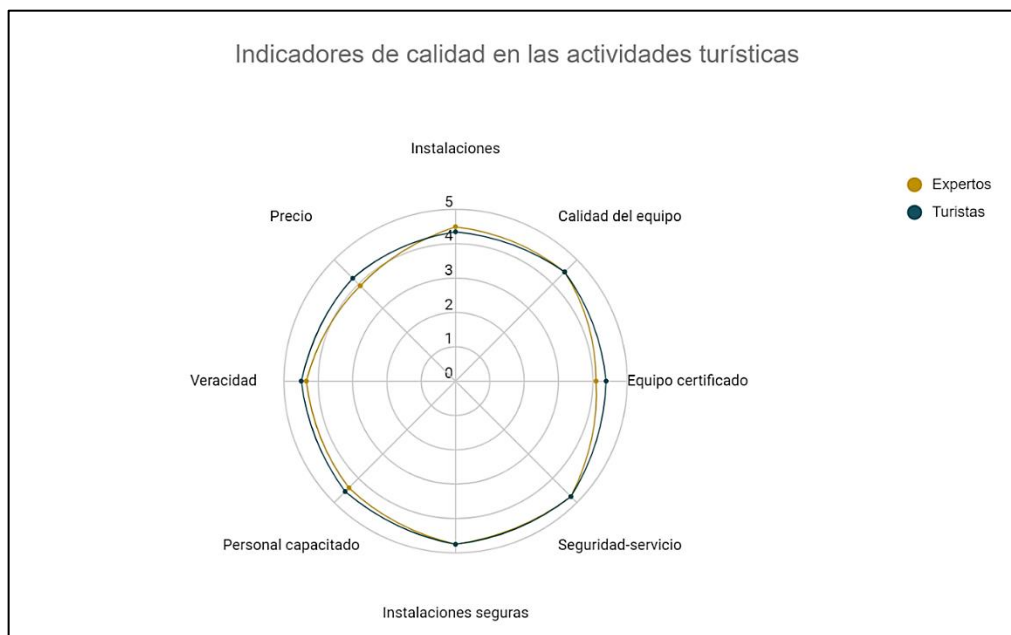 Indicadores de calidad en las actividades turísticas
Instalaciones
Expertos
Turistas
Precio
Calidad del equipo
5
4
3
2
1
0
Veracidad
Equipo certificado
Personal capacitado
Seguridad-servicio
Instalaciones seguras